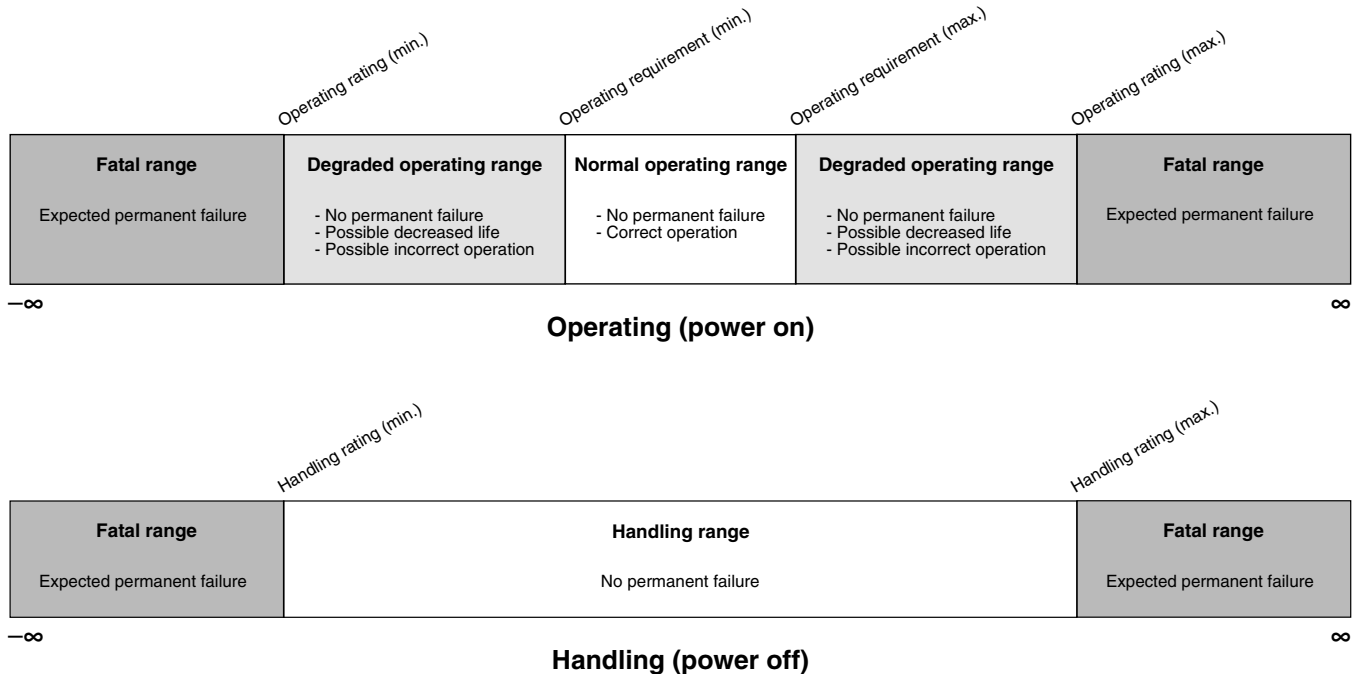 Operating rating (min.)
Operating requirement (min.)
Operating requirement (max.)
Operating rating (max.)
Fatal range
Expected permanent failure
Degraded operating range
- No permanent failure
- Possible decreased life
- Possible incorrect operation
Normal operating range
- No permanent failure
- Correct operation
Degraded operating range
- No permanent failure
- Possible decreased life
- Possible incorrect operation
Fatal range
Expected permanent failure
–∞
∞
Operating (power on)
Handling rating (min.)
Handling rating (max.)
Fatal range
Expected permanent failure
Handling range
No permanent failure
Fatal range
Expected permanent failure
–∞
∞
Handling (power off)